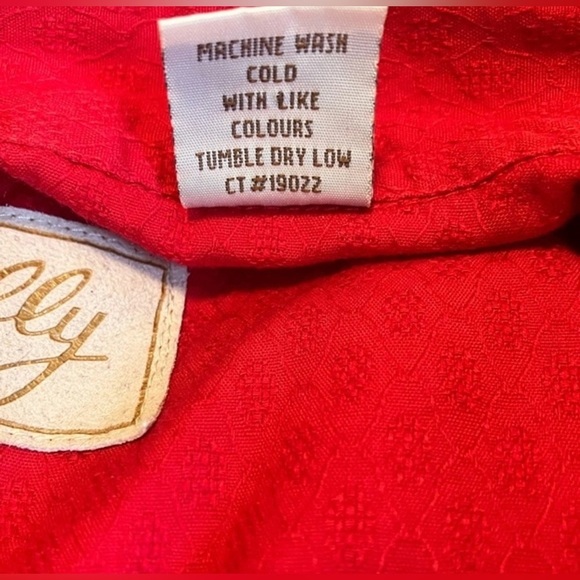 MACHINE WASH
COLD
WITH LIKE
COLOURS
TUMBLE DRY LOW
CT #19022